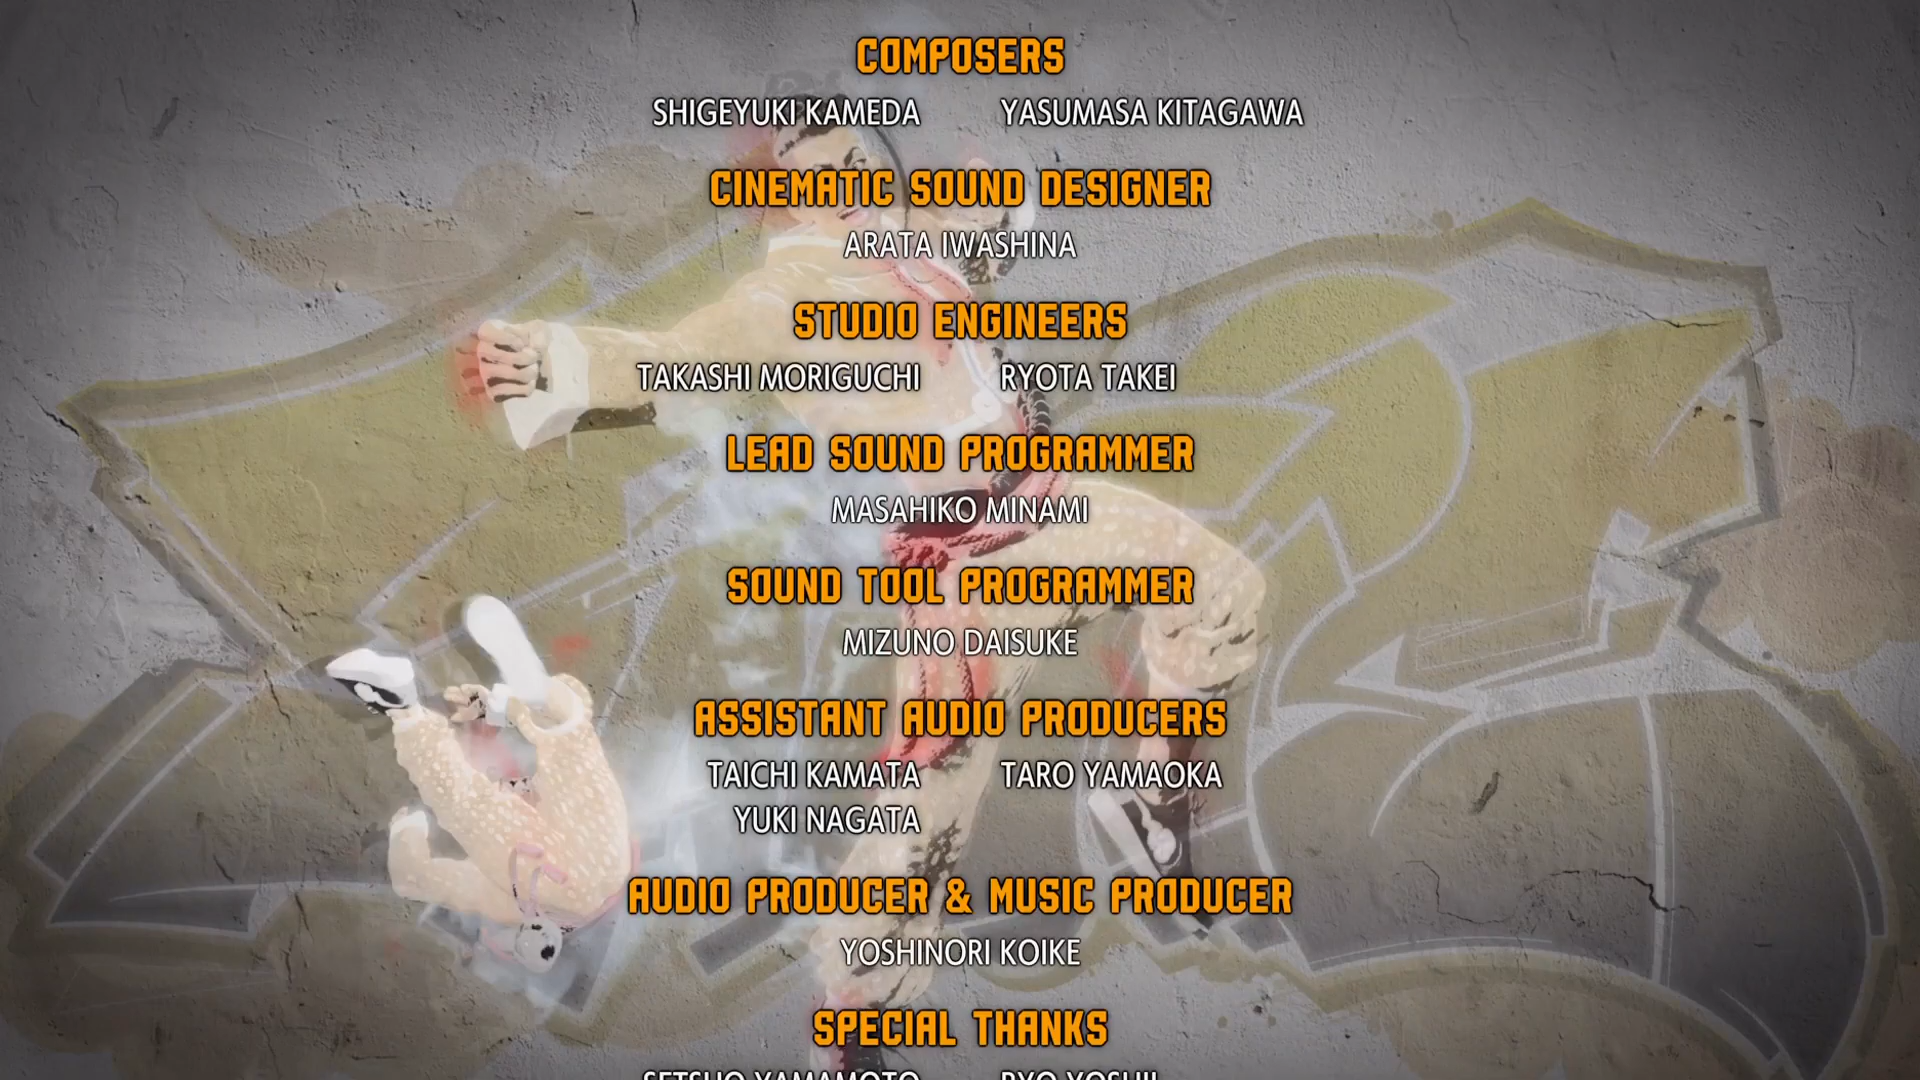 COMPOSERS
SHIGEYUKI KAMEDA YASUMASA KITAGAWA
CINEMATIC SOUND DESIGNER
ARATA IWASHINA
STUDIO ENGINEERS
TAKASHI MORIGUCHI RYOTA TAKEI
LEAD SOUND PROGRAMMER
MASAHIKO MINAMI
SOUND TOOL PROGRAMMER
MIZUNO DAISUKE
ASSISTANT AUDIO PRODUCERS
TAICHI KAMATA TARO YAMAOKA
YUKI NAGATA
AUDIO PRODUCER & MUSIC PRODUCER
YOSHINORI KOIKE
SPECIAL THANKS